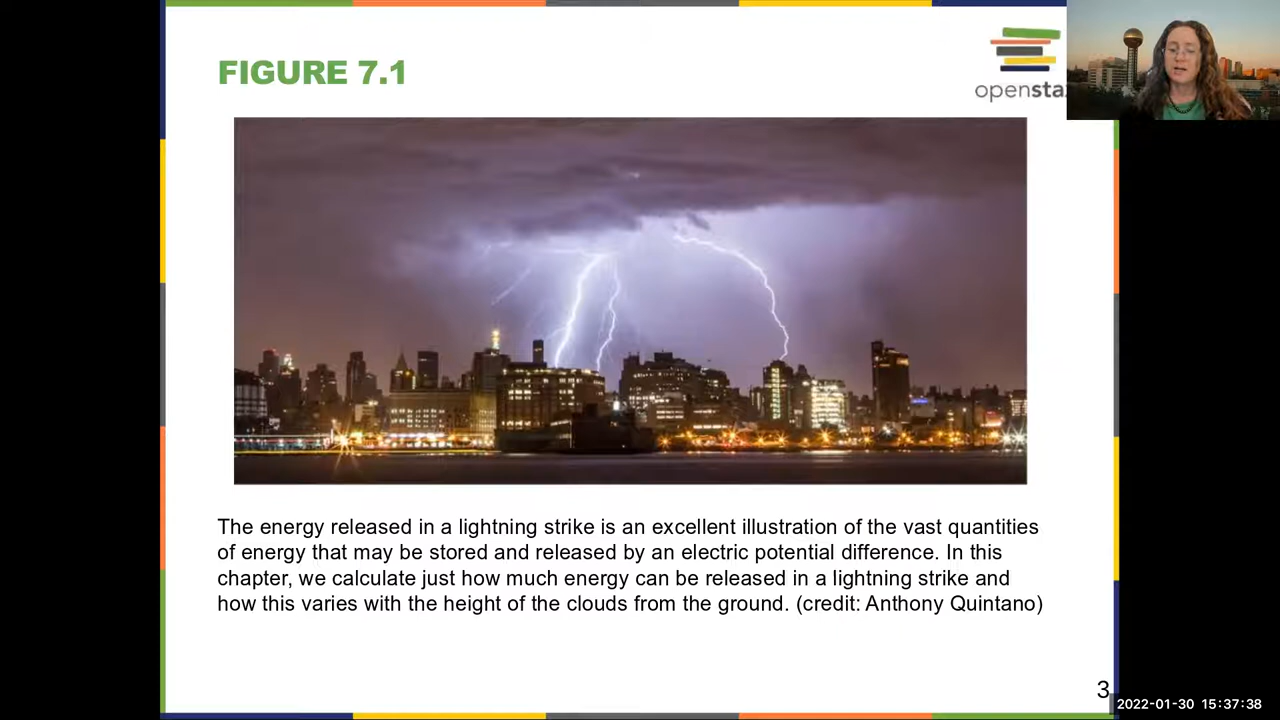 FIGURE 7.1
openstax
The energy released in a lightning strike is an excellent illustration of the vast quantities
of energy that may be stored and released by an electric potential difference. In this
chapter, we calculate just how much energy can be released in a lightning strike and
how this varies with the height of the clouds from the ground. (credit: Anthony Quintano)
3
2022-01-30 15:37:38